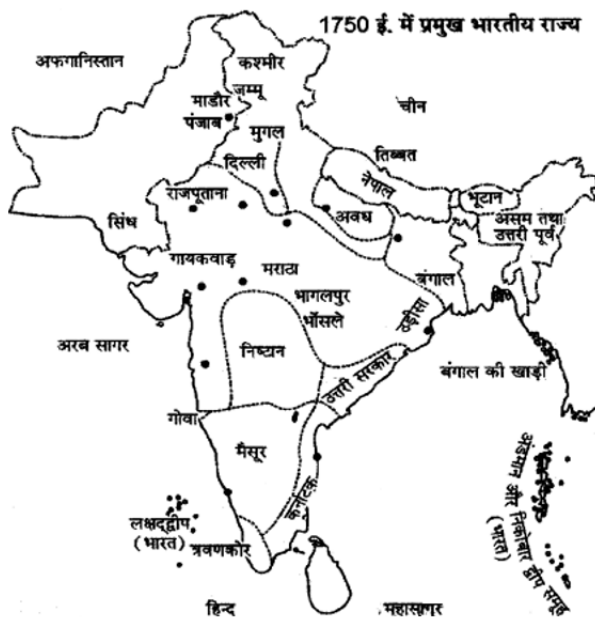 1750 ई. में प्रमुख भारतीय राज्य
अफगानिस्तान
कश्मीर
जम्मू
माडौर
पंजाब
चीन
मुगल
तिब्बत
दिल्ली
नेपाल
राजपूताना
भूटान
अवध
असम तथा
उत्तरी पूर्व
सिंध
गायकवाड़
मराठा
बंगाल
भागलपुर
भोंसले
उड़ीसा
अरब सागर
निष्टान
उत्तरी सरकार
बंगाल की खाड़ी
गोवा
मैसूर
कर्नाटक
अंडमान और निकोबार द्वीप समूह
(भारत)
लक्षद्वीप
(भारत)
त्रवणकोर
हिन्द
महासागर